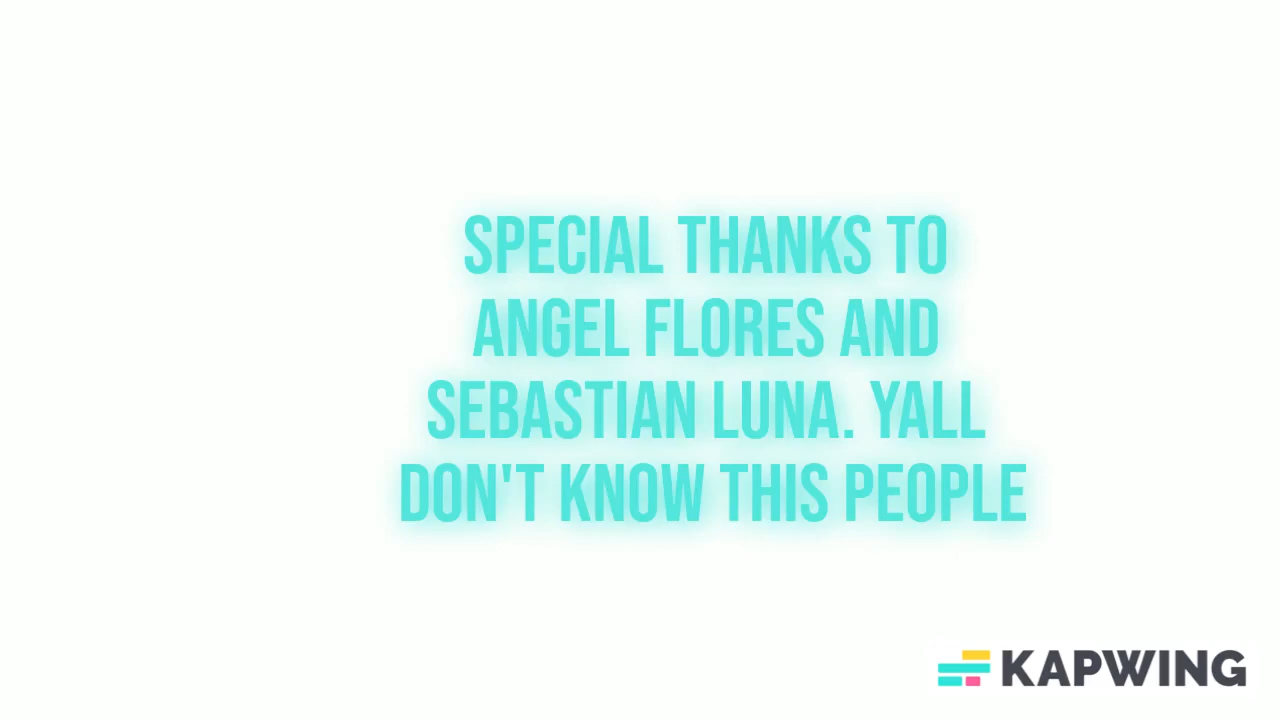 SPECIAL THANKS TO
ANGEL FLORES AND
SEBASTIAN LUNA. YALL
DON'T KNOW THIS PEOPLE
KAPWING